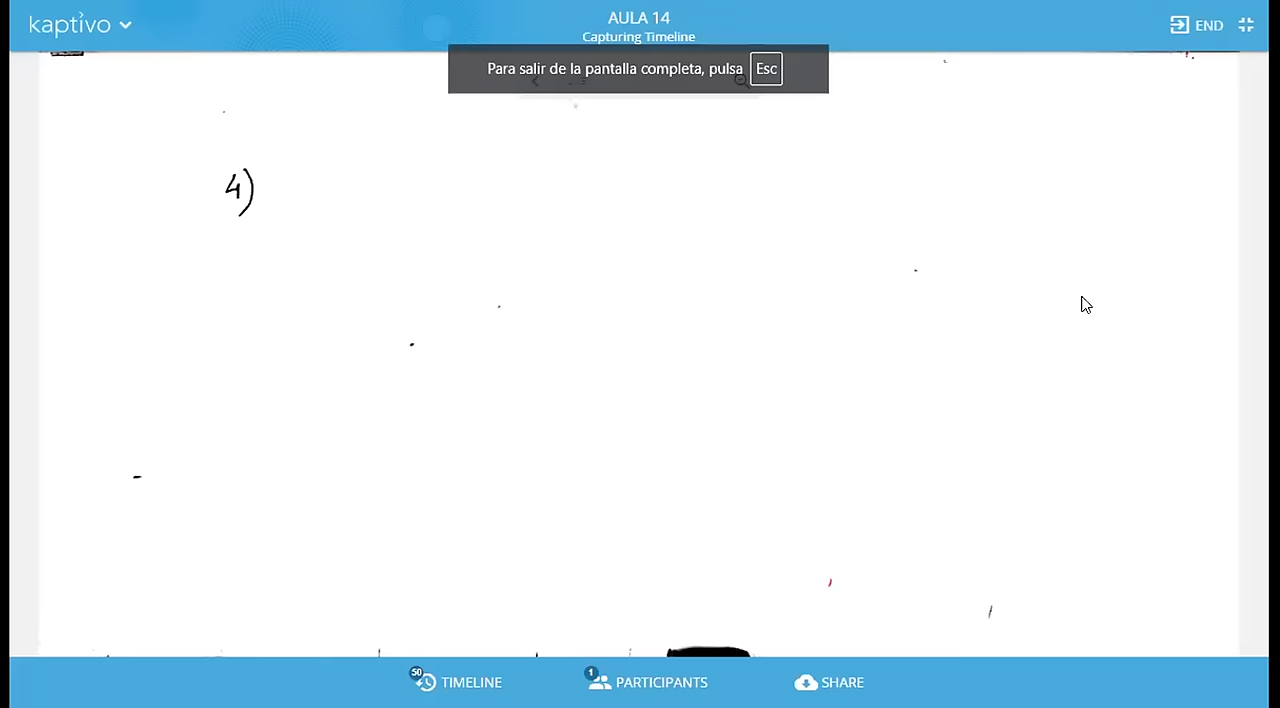 kaptivo
AULA 14
Capturing Timeline
END
Para salir de la pantalla completa, pulsa Esc
4)
50
TIMELINE
1
PARTICIPANTS
SHARE